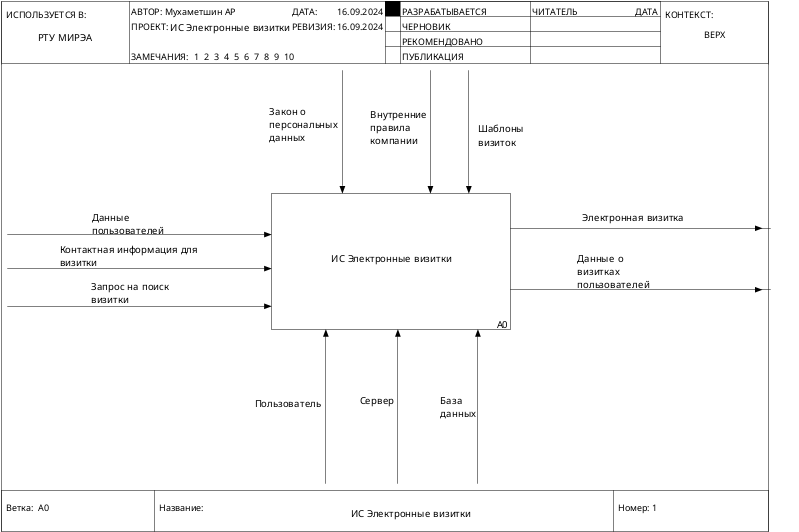 ИСПОЛЬЗУЕТСЯ В:
РТУ МИРЭА
АВТОР: Мухаметшин АР
ДАТА: 16.09.2024
ПРОЕКТ: ИС Электронные визитки
РЕВИЗИЯ: 16.09.2024
ЗАМЕЧАНИЯ: 1 2 3 4 5 6 7 8 9 10
РАЗРАБАТЫВАЕТСЯ
ЧЕРНОВИК
РЕКОМЕНДОВАНО
ПУБЛИКАЦИЯ
ЧИТАТЕЛЬ ДАТА
КОНТЕКСТ:
ВЕРХ
Закон о
персональных
данных
Внутренние
правила
компании
Шаблоны
визиток
Данные
пользователей
Контактная информация для
визитки
Запрос на поиск
визитки
ИС Электронные визитки
A0
Электронная визитка
Данные о
визитках
пользователей
Пользователь
Сервер
База
данных
Ветка: A0
Название:
ИС Электронные визитки
Номер: 1